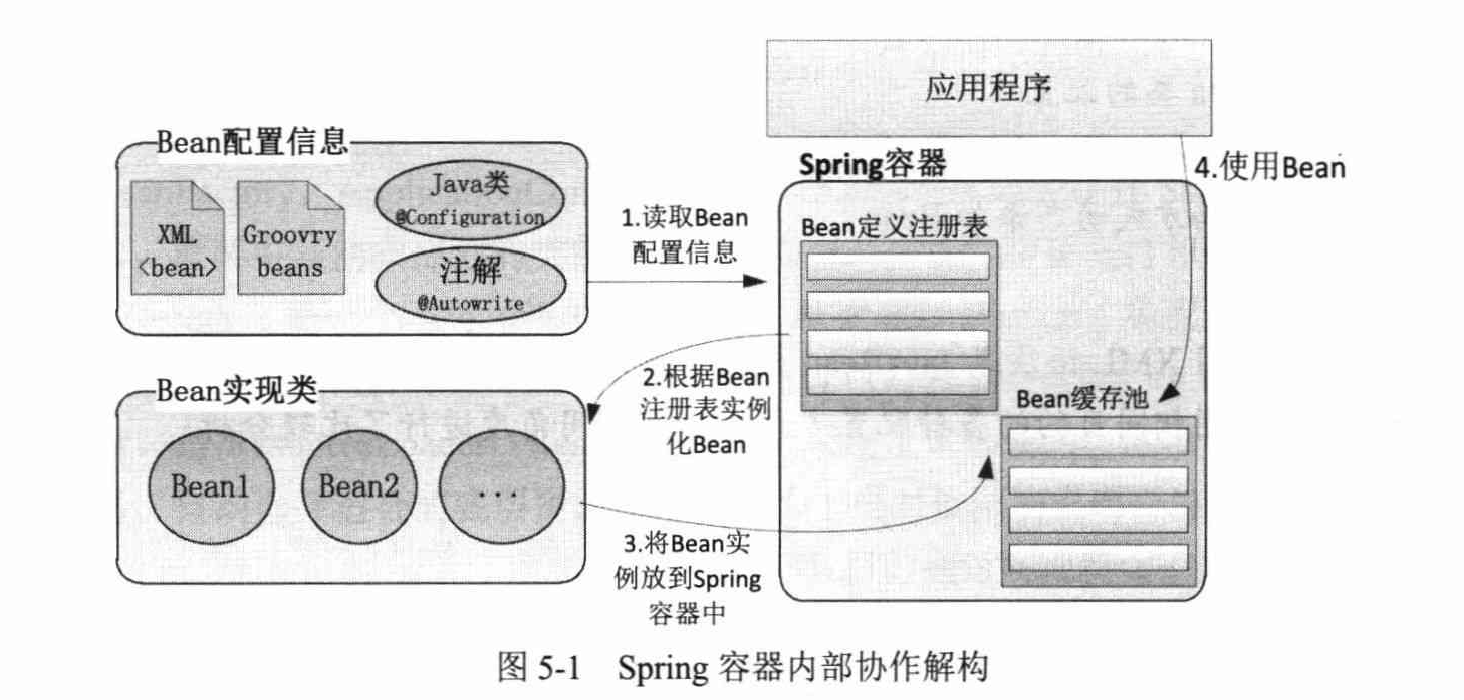 应用程序
Bean配置信息
XML
<bean>
Groovry
beans
Java类
@Configuration
注解
@Autowrite
1.读取Bean
配置信息
Spring容器
4.使用Bean
Bean定义注册表
Bean实现类
Bean1
Bean2
...
2.根据Bean
注册表实例
化Bean
Bean缓存池
3.将Bean实
例放到Spring
容器中
图 5-1 Spring 容器内部协作解构